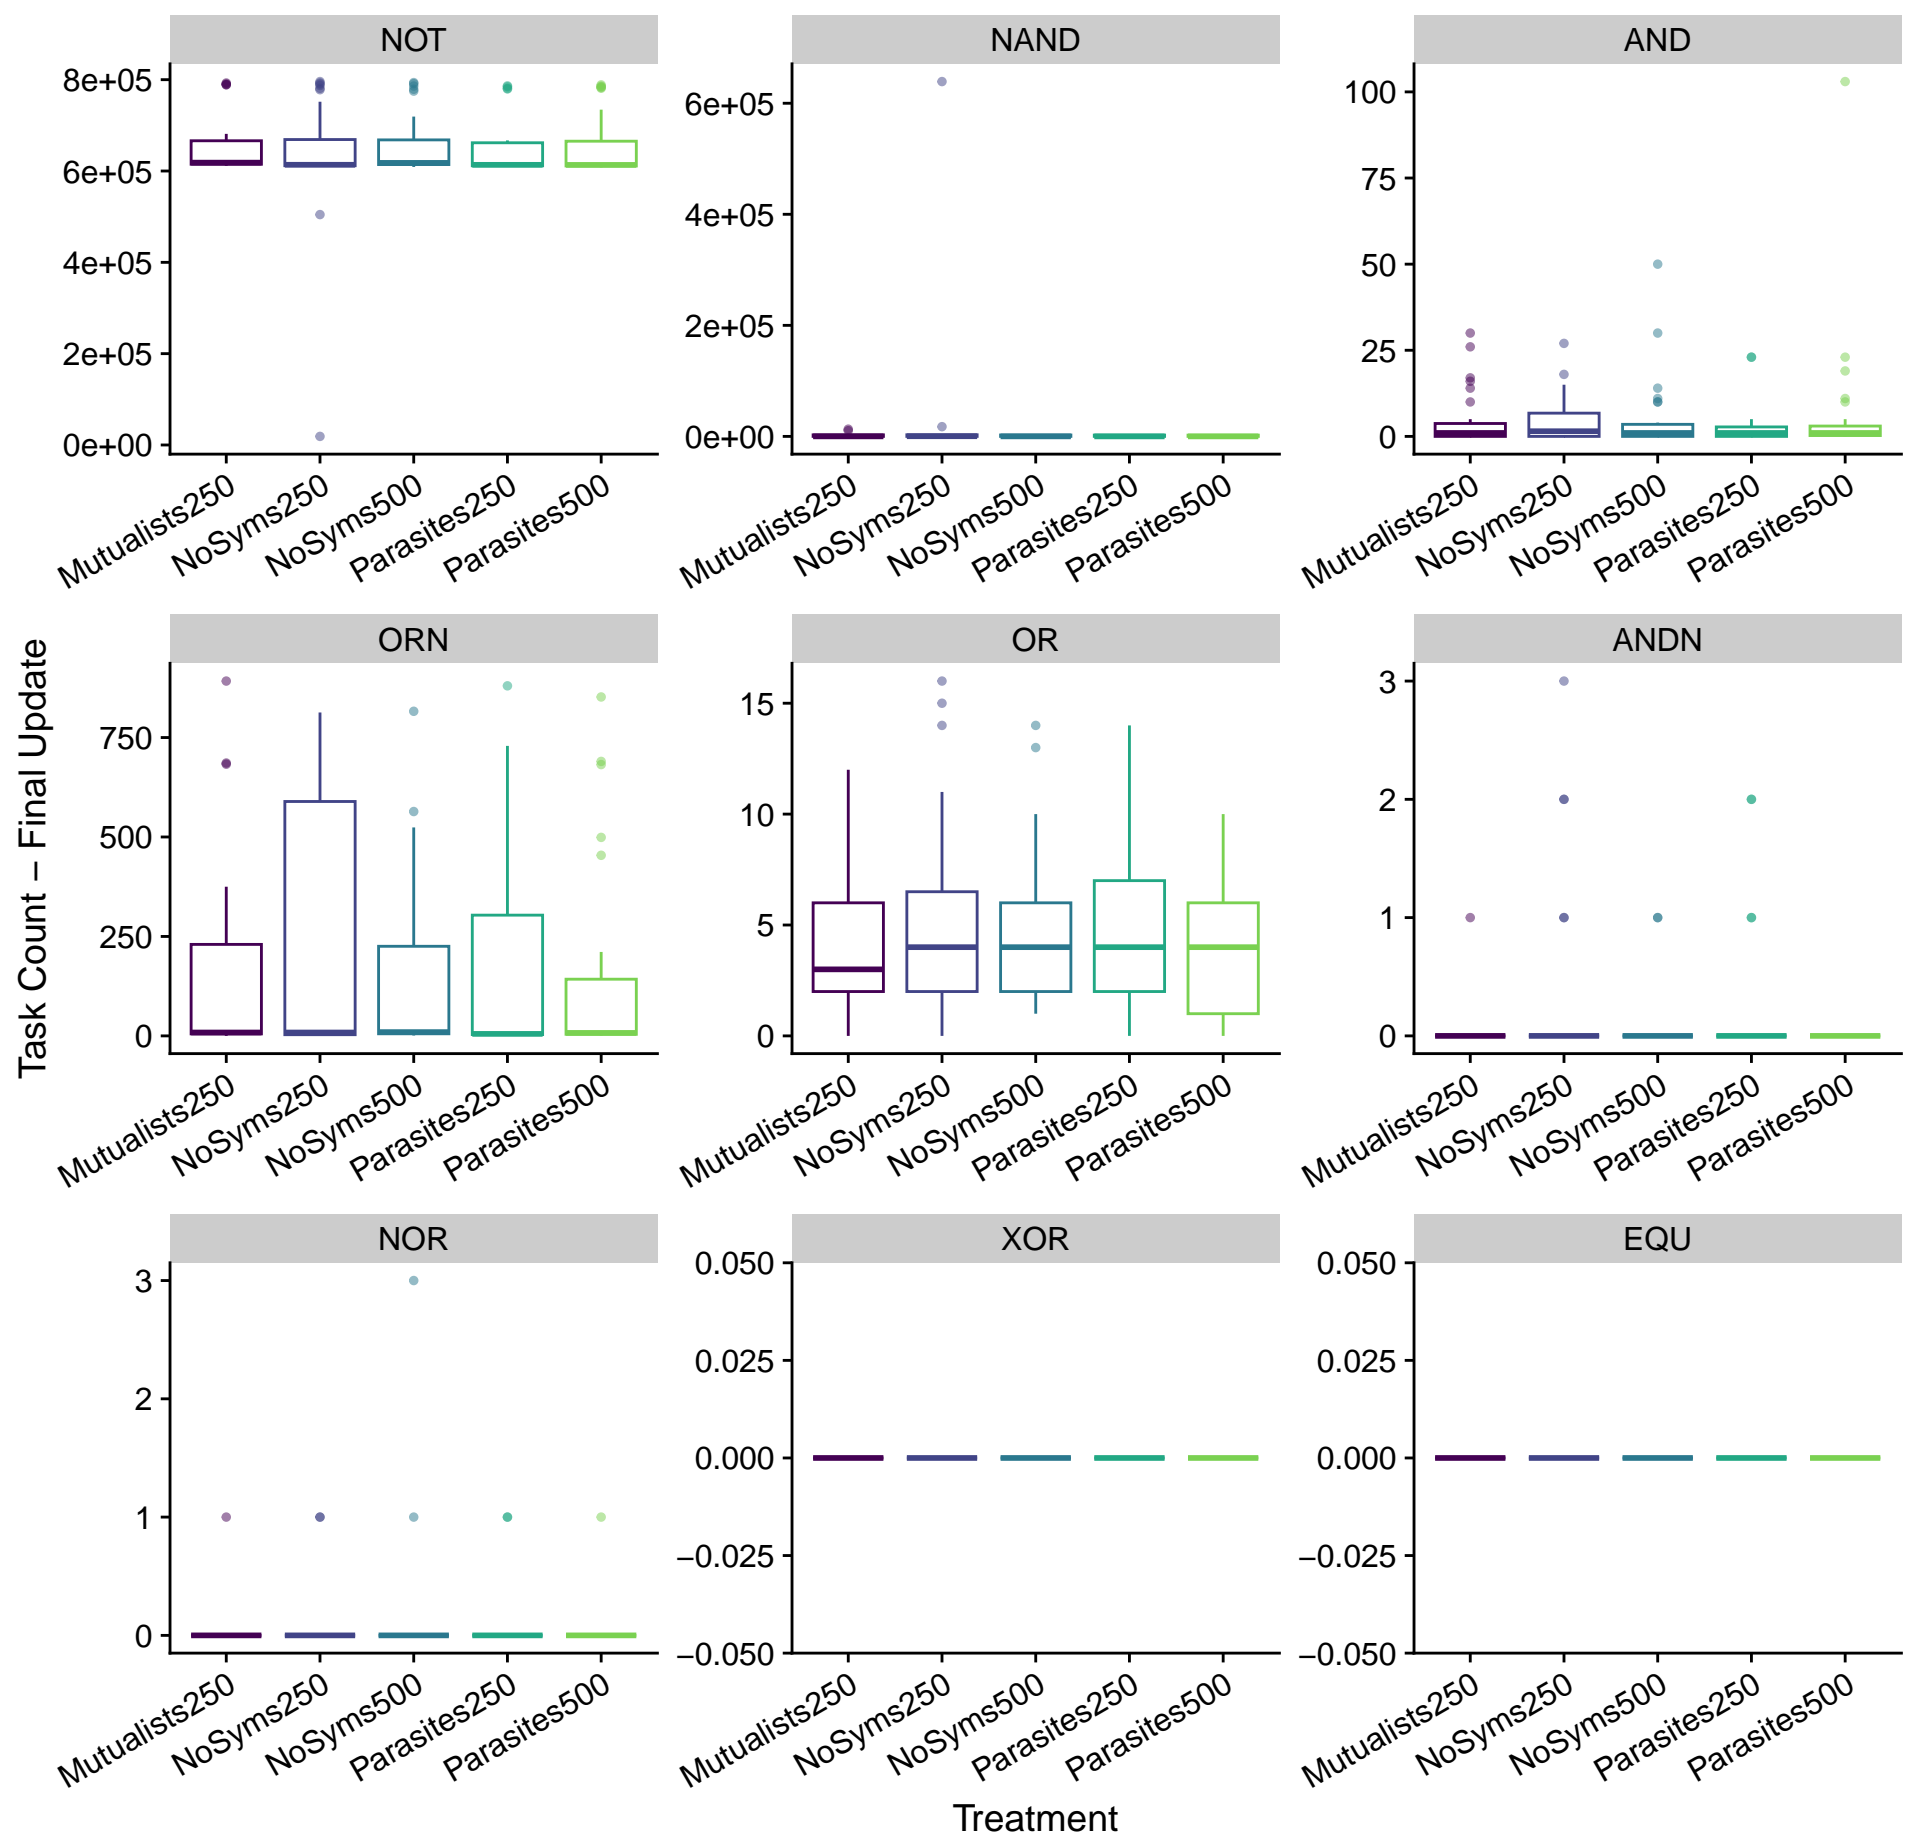 NOT
NAND
AND
8e+05
6e+05
4e+05
2e+05
0e+00
6e+05
4e+05
2e+05
0e+00
100
75
50
25
0
Mutualists250
NoSyms250
NoSyms500
Parasites250
Parasites500
Mutualists250
NoSyms250
NoSyms500
Parasites250
Parasites500
Mutualists250
NoSyms250
NoSyms500
Parasites250
Parasites500
Task Count − Final Update
ORN
OR
ANDN
750
500
250
0
15
10
5
0
3
2
1
0
Mutualists250
NoSyms250
NoSyms500
Parasites250
Parasites500
Mutualists250
NoSyms250
NoSyms500
Parasites250
Parasites500
Mutualists250
NoSyms250
NoSyms500
Parasites250
Parasites500
NOR
XOR
EQU
3
2
1
0
0.050
0.025
0.000
−0.025
−0.050
0.050
0.025
0.000
−0.025
−0.050
Mutualists250
NoSyms250
NoSyms500
Parasites250
Parasites500
Mutualists250
NoSyms250
NoSyms500
Parasites250
Parasites500
Mutualists250
NoSyms250
NoSyms500
Parasites250
Parasites500
Treatment